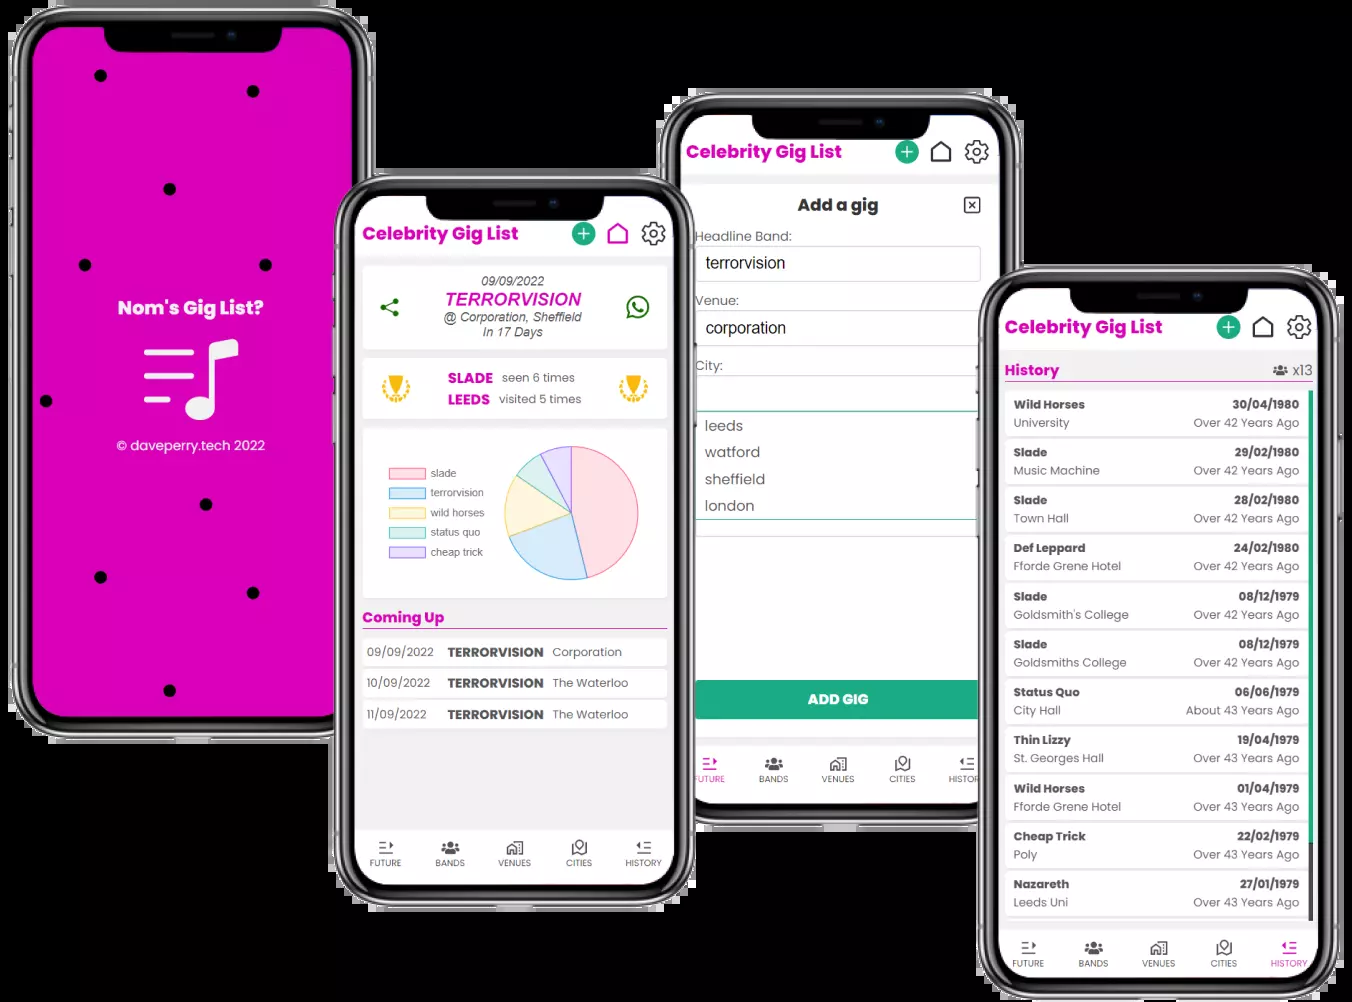 Nom's Gig List?
© daveperry.tech 2022
Celebrity Gig List
09/09/2022
TERRORVISION
@ Corporation, Sheffield
In 17 Days
SLADE seen 6 times
LEEDS visited 5 times
slade
terrorvision
wild horses
status quo
cheap trick
Coming Up
09/09/2022 TERRORVISION Corporation
10/09/2022 TERRORVISION The Waterloo
11/09/2022 TERRORVISION The Waterloo
FUTURE BANDS VENUES CITIES HISTORY
Celebrity Gig List
Add a gig
Headline Band:
terrorvision
Venue:
corporation
City:
leeds
watford
sheffield
london
ADD GIG
FUTURE BANDS VENUES CITIES HISTOR
Celebrity Gig List
History x13
Wild Horses 30/04/1980
University Over 42 Years Ago
Slade 29/02/1980
Music Machine Over 42 Years Ago
Slade 28/02/1980
Town Hall Over 42 Years Ago
Def Leppard 24/02/1980
Fforde Grene Hotel Over 42 Years Ago
Slade 08/12/1979
Goldsmith's College Over 42 Years Ago
Slade 08/12/1979
Goldsmiths College Over 42 Years Ago
Status Quo 06/06/1979
City Hall About 43 Years Ago
Thin Lizzy 19/04/1979
St. Georges Hall Over 43 Years Ago
Wild Horses 01/04/1979
Fforde Grene Hotel Over 43 Years Ago
Cheap Trick 22/02/1979
Poly Over 43 Years Ago
Nazareth 27/01/1979
Leeds Uni Over 43 Years Ago
FUTURE BANDS VENUES CITIES HISTORY